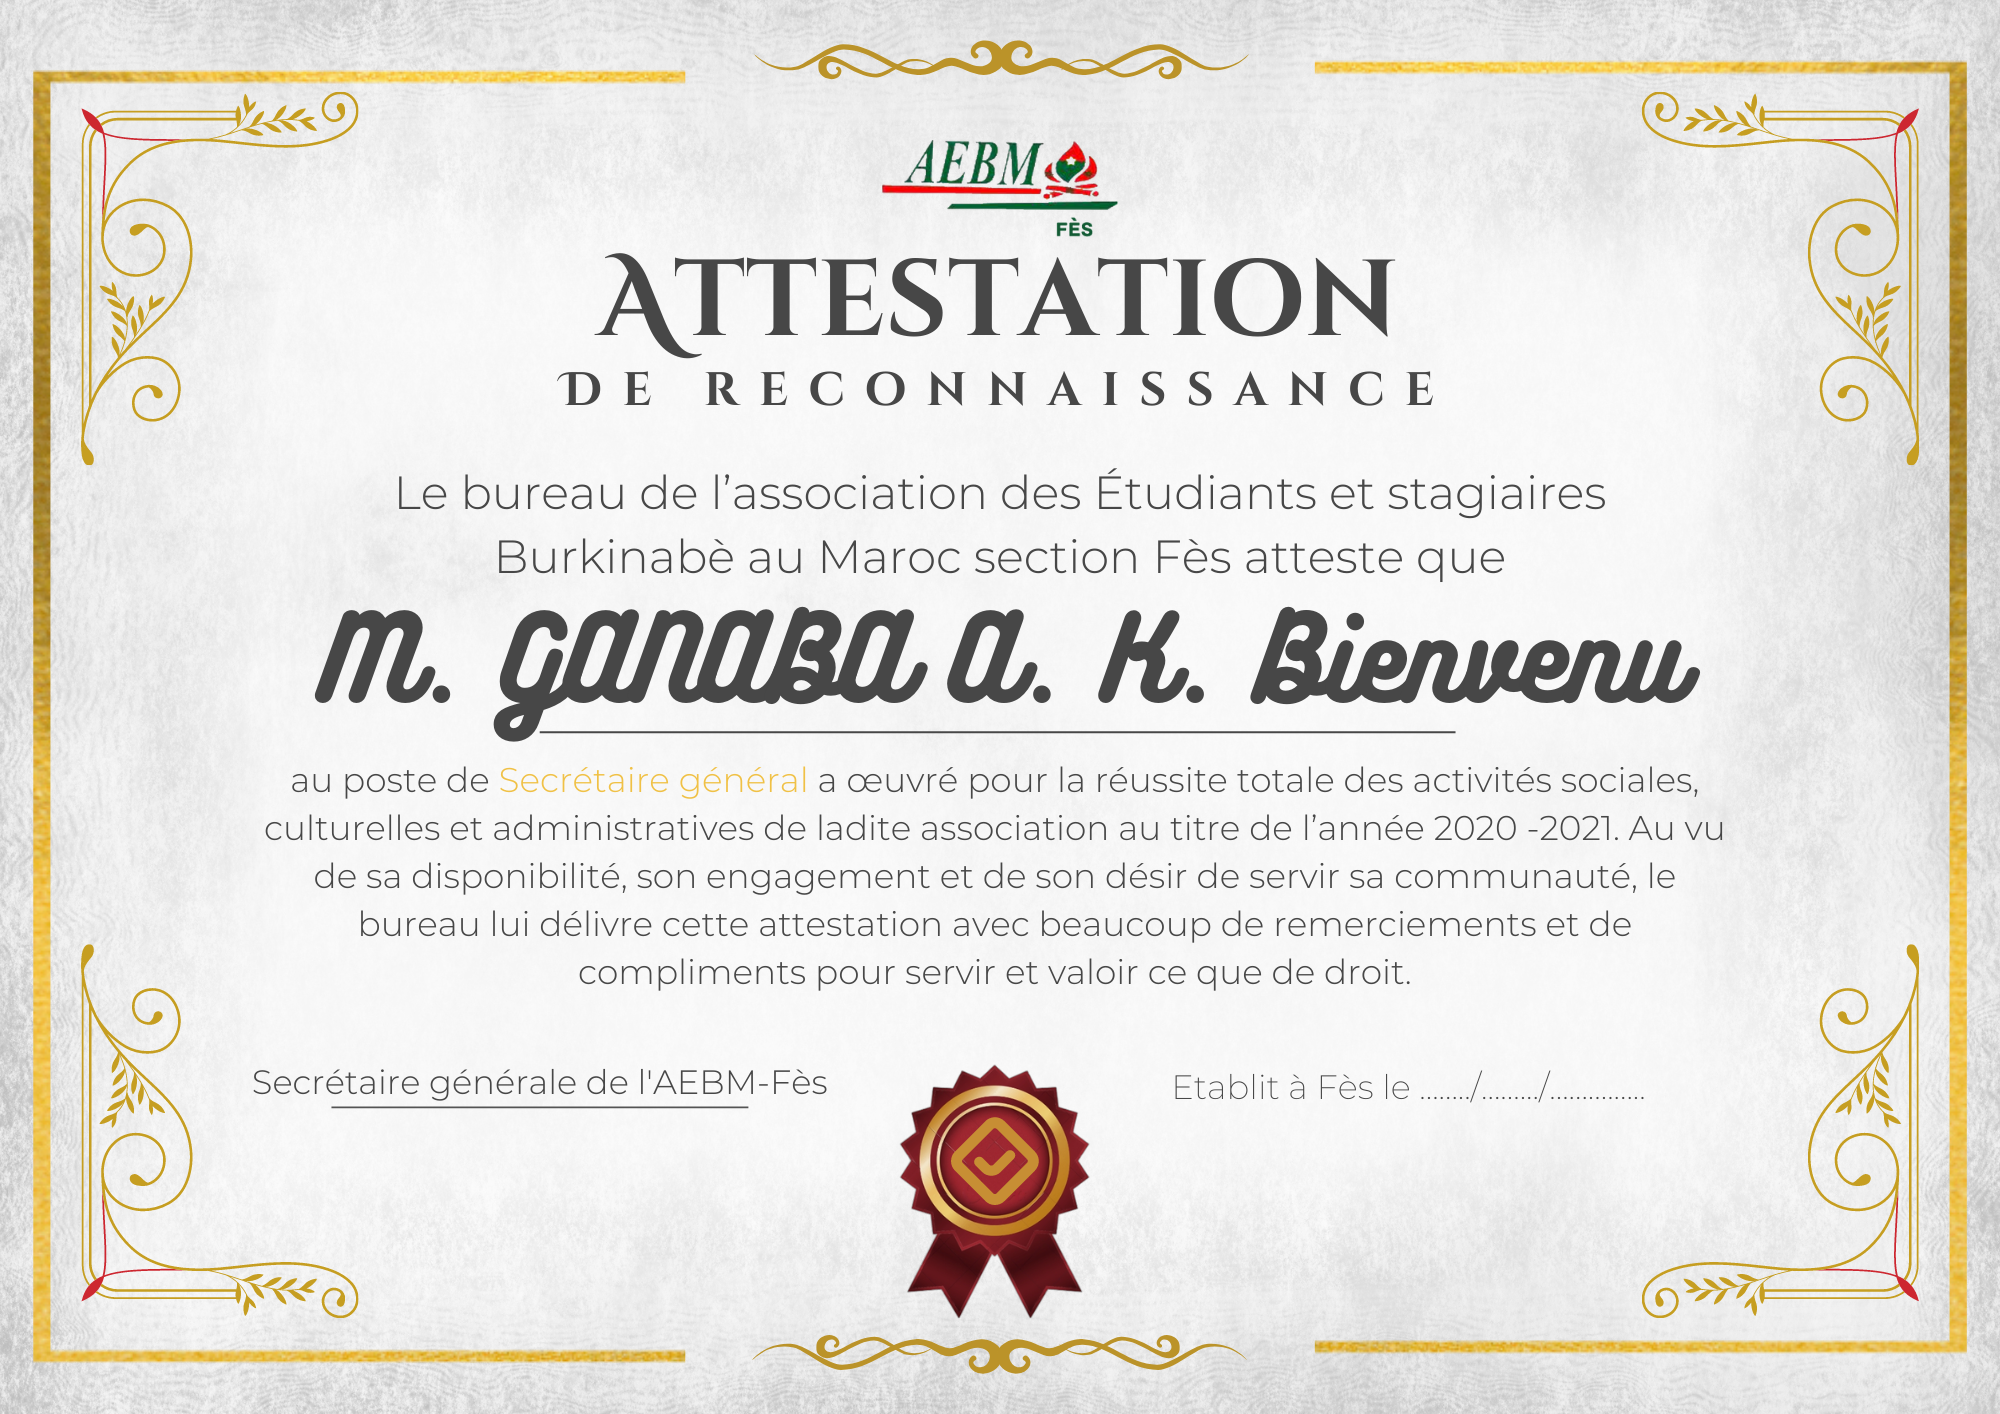 AEBM
FÈS
ATTESTATION
DE RECONNAISSANCE
Le bureau de l’association des Étudiants et stagiaires
Burkinabè au Maroc section Fès atteste que
M. GANABA A. K. Bienvenu
au poste de Secrétaire général a œuvré pour la réussite totale des activités sociales,
culturelles et administratives de ladite association au titre de l’année 2020 -2021. Au vu
de sa disponibilité, son engagement et de son désir de servir sa communauté, le
bureau lui délivre cette attestation avec beaucoup de remerciements et de
compliments pour servir et valoir ce que de droit.
Secrétaire générale de l'AEBM-Fès
Etablit à Fès le ......../........./...............